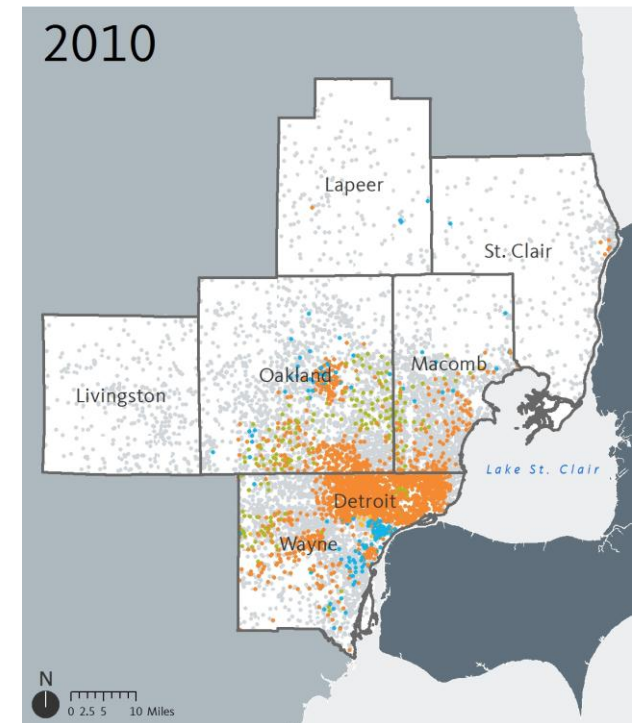 2010
Lapeer
St. Clair
Oakland
Macomb
Livingston
Lake St. Clair
Detroit
Wayne
N
0 2.5 5 10 Miles